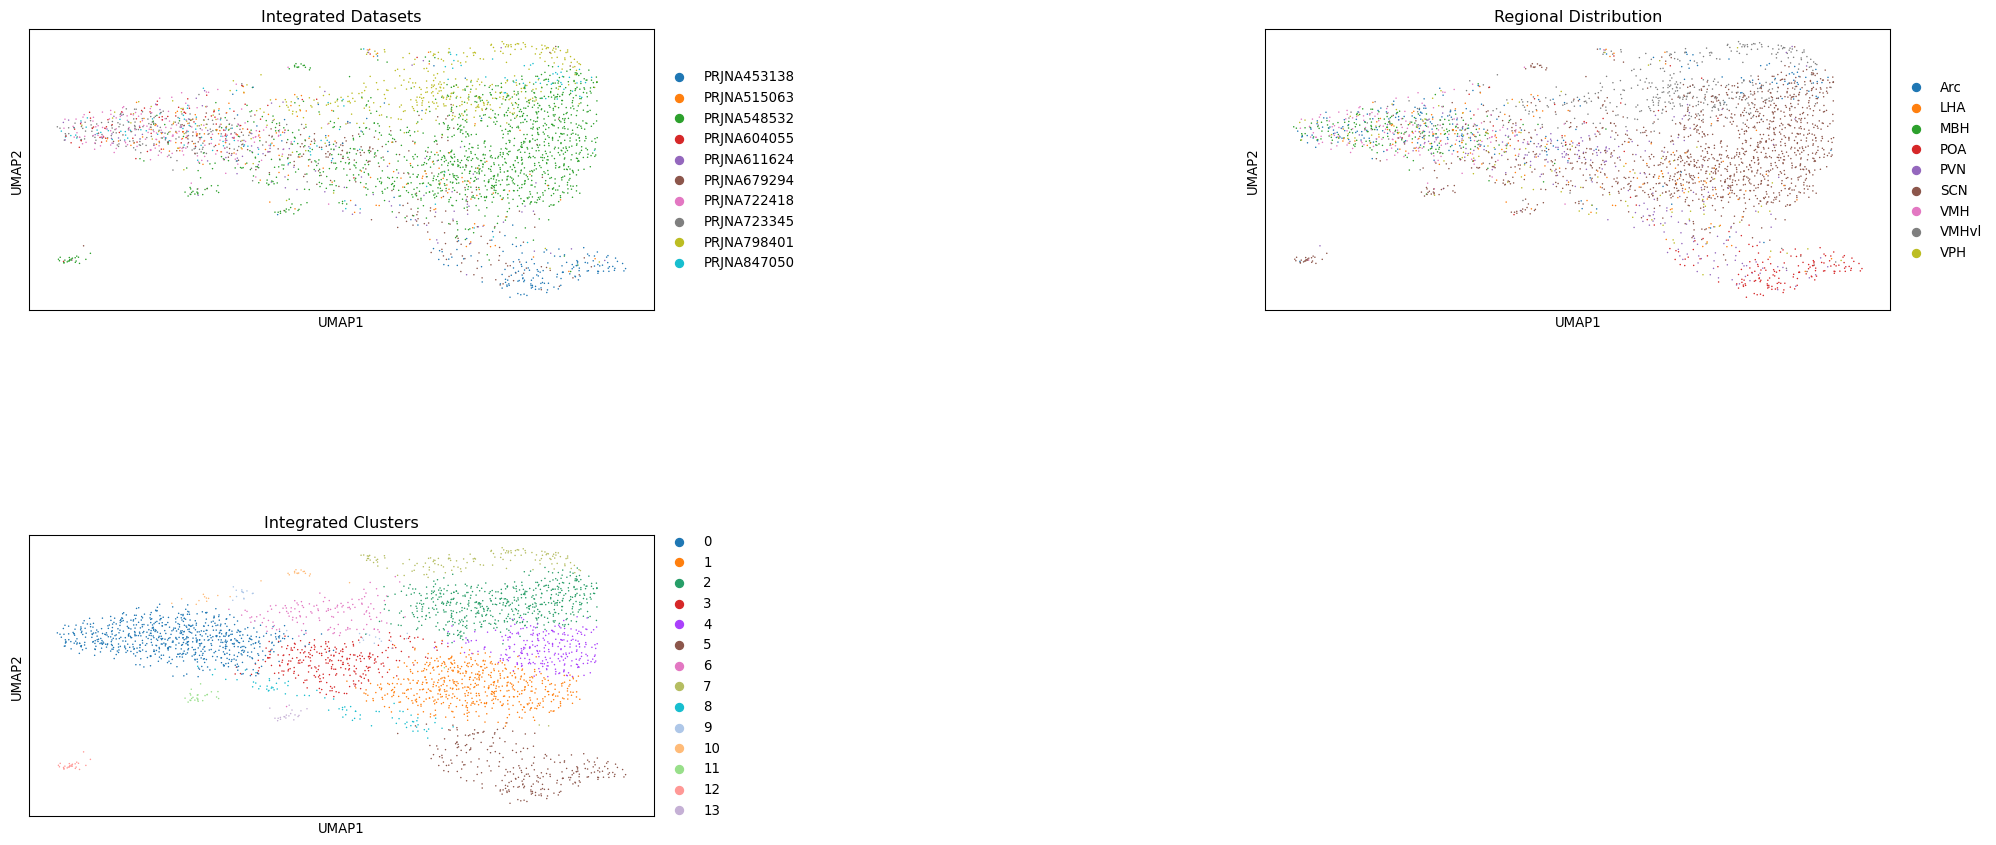 Integrated Datasets
UMAP2
UMAP1
PRJNA453138
PRJNA515063
PRJNA548532
PRJNA604055
PRJNA611624
PRJNA679294
PRJNA722418
PRJNA723345
PRJNA798401
PRJNA847050
Regional Distribution
UMAP2
UMAP1
Arc
LHA
MBH
POA
PVN
SCN
VMH
VMHvl
VPH
Integrated Clusters
UMAP2
UMAP1
0
1
2
3
4
5
6
7
8
9
10
11
12
13